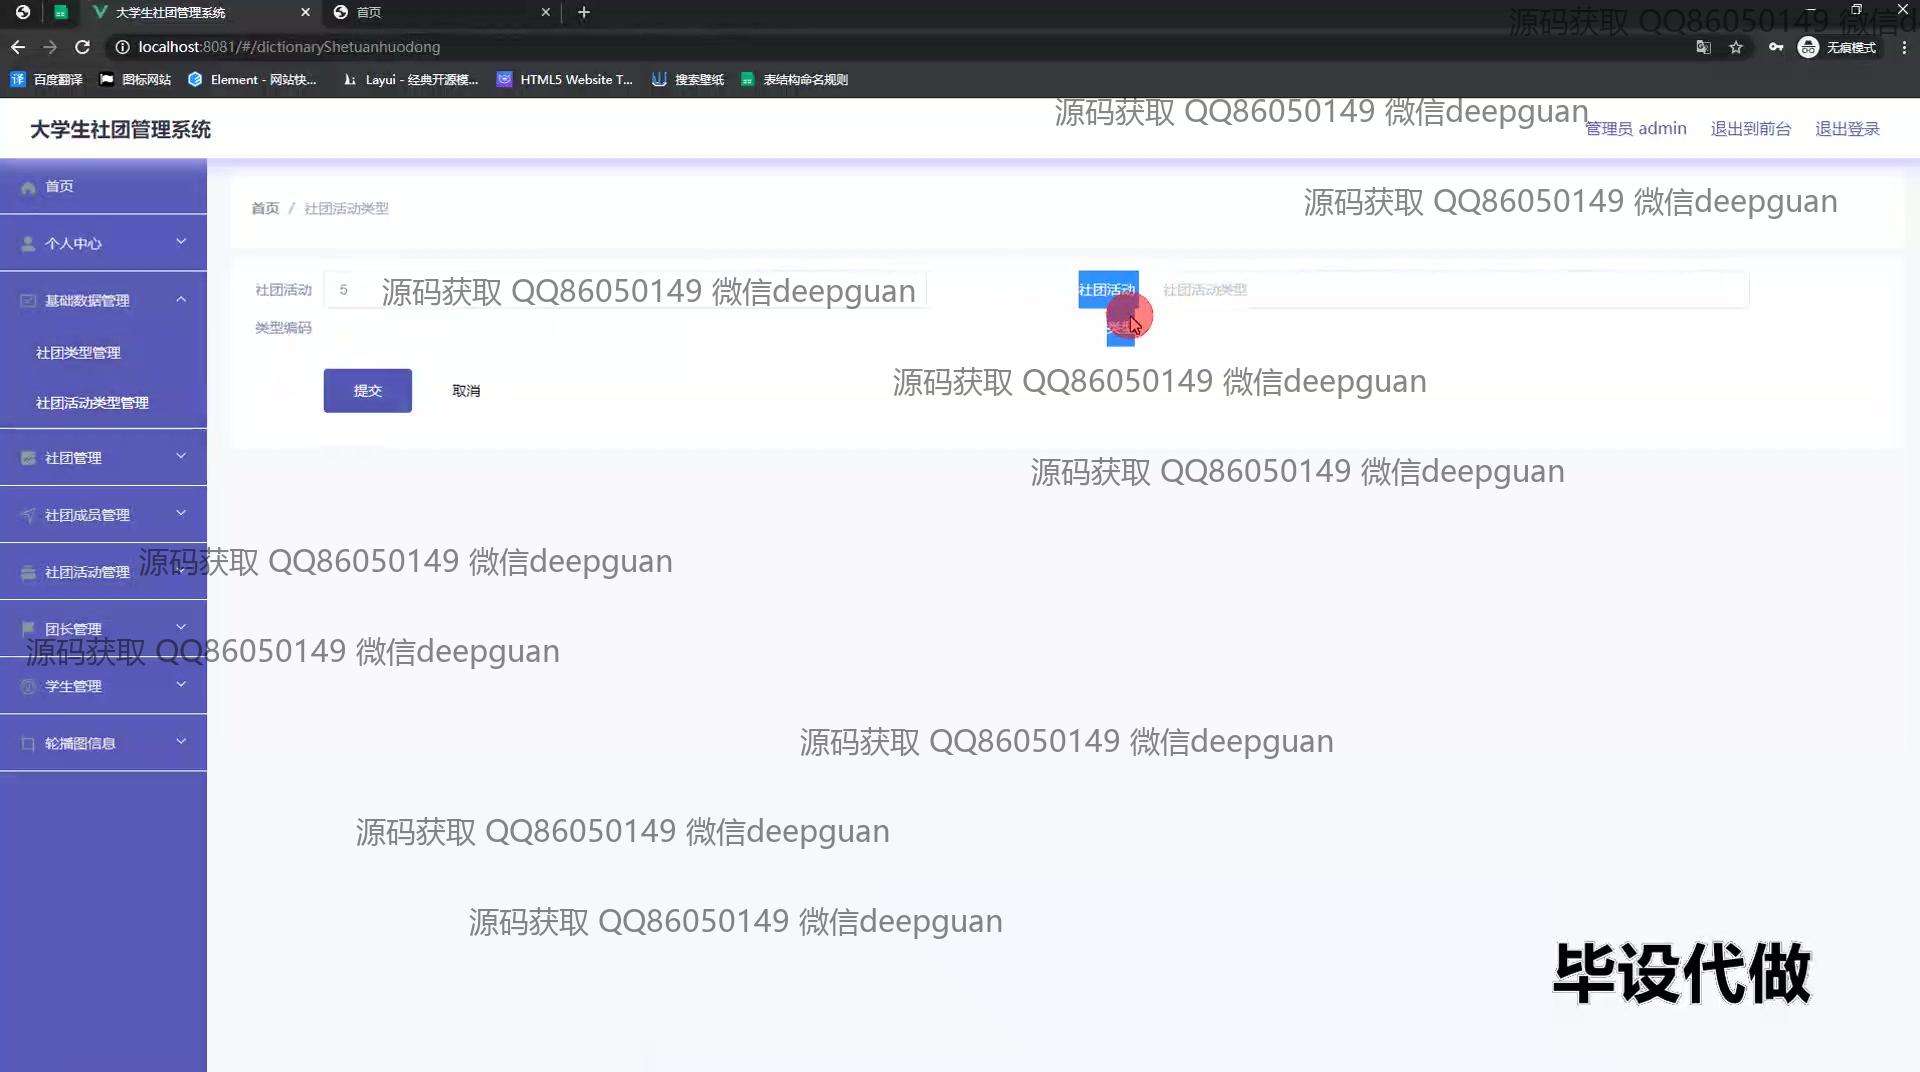 大学生社团管理系统
首页
源码获取 QQ86050149 微信d
localhost:8081/#/dictionaryShetuanhuodong
无痕模式
百度翻译
图标网站
Element - 网站快...
Layui - 经典开源模...
HTML5 Website T...
搜索壁纸
表结构命名规则
源码获取 QQ86050149 微信deepguan
大学生社团管理系统
管理员 admin
退出到前台
退出登录
首页
首页 / 社团活动类型
源码获取 QQ86050149 微信deepguan
个人中心
社团活动
类型编码
5
源码获取 QQ86050149 微信deepguan
社团活动
类型
社团活动类型
基础数据管理
社团类型管理
社团活动类型管理
提交
取消
源码获取 QQ86050149 微信deepguan
社团管理
源码获取 QQ86050149 微信deepguan
社团成员管理
社团活动管理
源码获取 QQ86050149 微信deepguan
团长管理
源码获取 QQ86050149 微信deepguan
学生管理
轮播图信息
源码获取 QQ86050149 微信deepguan
源码获取 QQ86050149 微信deepguan
源码获取 QQ86050149 微信deepguan
毕设代做